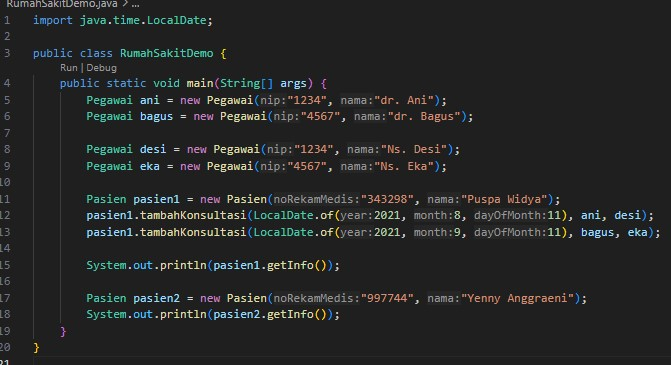 RumahSakitDemo.java > ...
1 import java.time.LocalDate;
2
3 public class RumahSakitDemo {
Run | Debug
4 public static void main(String[] args) {
5 Pegawai ani = new Pegawai(nip:"1234", nama:"dr. Ani");
6 Pegawai bagus = new Pegawai(nip:"4567", nama:"dr. Bagus");
7
8 Pegawai desi = new Pegawai(nip:"1234", nama:"Ns. Desi");
9 Pegawai eka = new Pegawai(nip:"4567", nama:"Ns. Eka");
10
11 Pasien pasien1 = new Pasien(noRekamMedis:"343298", nama:"Puspa Widya");
12 pasien1.tambahKonsultasi(LocalDate.of(year:2021, month:8, dayOfMonth:11), ani, desi);
13 pasien1.tambahKonsultasi(LocalDate.of(year:2021, month:9, dayOfMonth:11), bagus, eka);
14
15 System.out.println(pasien1.getInfo());
16
17 Pasien pasien2 = new Pasien(noRekamMedis:"997744", nama:"Yenny Anggraeni");
18 System.out.println(pasien2.getInfo());
19 }
20 }
21